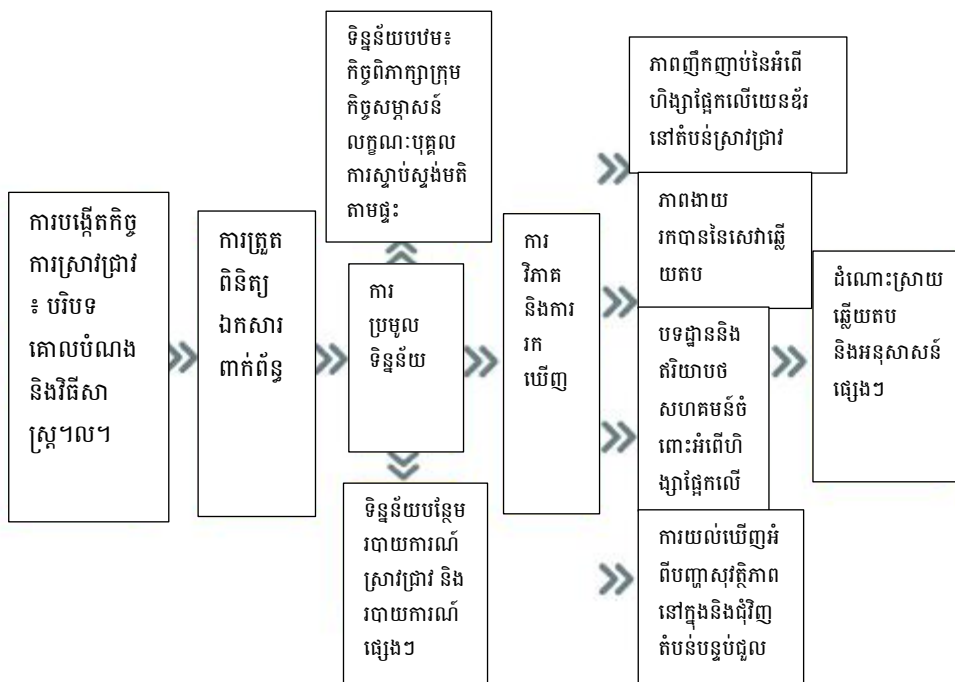 ការបង្កើតកិច្ច
ការស្រាវជ្រាវ
៖ បរិបទ
គោលបំណង
និងវិធីសា
ស្ត្រ។ល។
ការត្រួត
ពិនិត្យ
ឯកសារ
ពាក់ព័ន្ធ
ទិន្នន័យបឋម៖
កិច្ចពិភាក្សាក្រុម
កិច្ចសម្ភាសន៍
លក្ខណៈបុគ្គល
ការស្ទាប់ស្ទង់មតិ
តាមផ្ទះ
ការ
ប្រមូល
ទិន្នន័យ
ទិន្នន័យបន្ថែម
របាយការណ៍
ស្រាវជ្រាវ និង
របាយការណ៍
ផ្សេងៗ
ការ
វិភាគ
និងការ
រក
ឃើញ
ភាពញឹកញាប់នៃអំពើ
ហិង្សាផ្អែកលើយេនឌ័រ
នៅតំបន់ស្រាវជ្រាវ
ភាពងាយ
រកបាននៃសេវាឆ្លើ
យតប
បទដ្ឋាននិង
ឥរិយាបថ
សហគមន៍ចំ
ពោះអំពើហិ
ង្សាផ្អែកលើ
ការយល់ឃើញអំ
ពីបញ្ហាសុវត្ថិភាព
នៅក្នុងនិងជុំវិញ
តំបន់បន្ទប់ជួល
ដំណោះស្រាយ
ឆ្លើយតប
និងអនុសាសន៍
ផ្សេងៗ